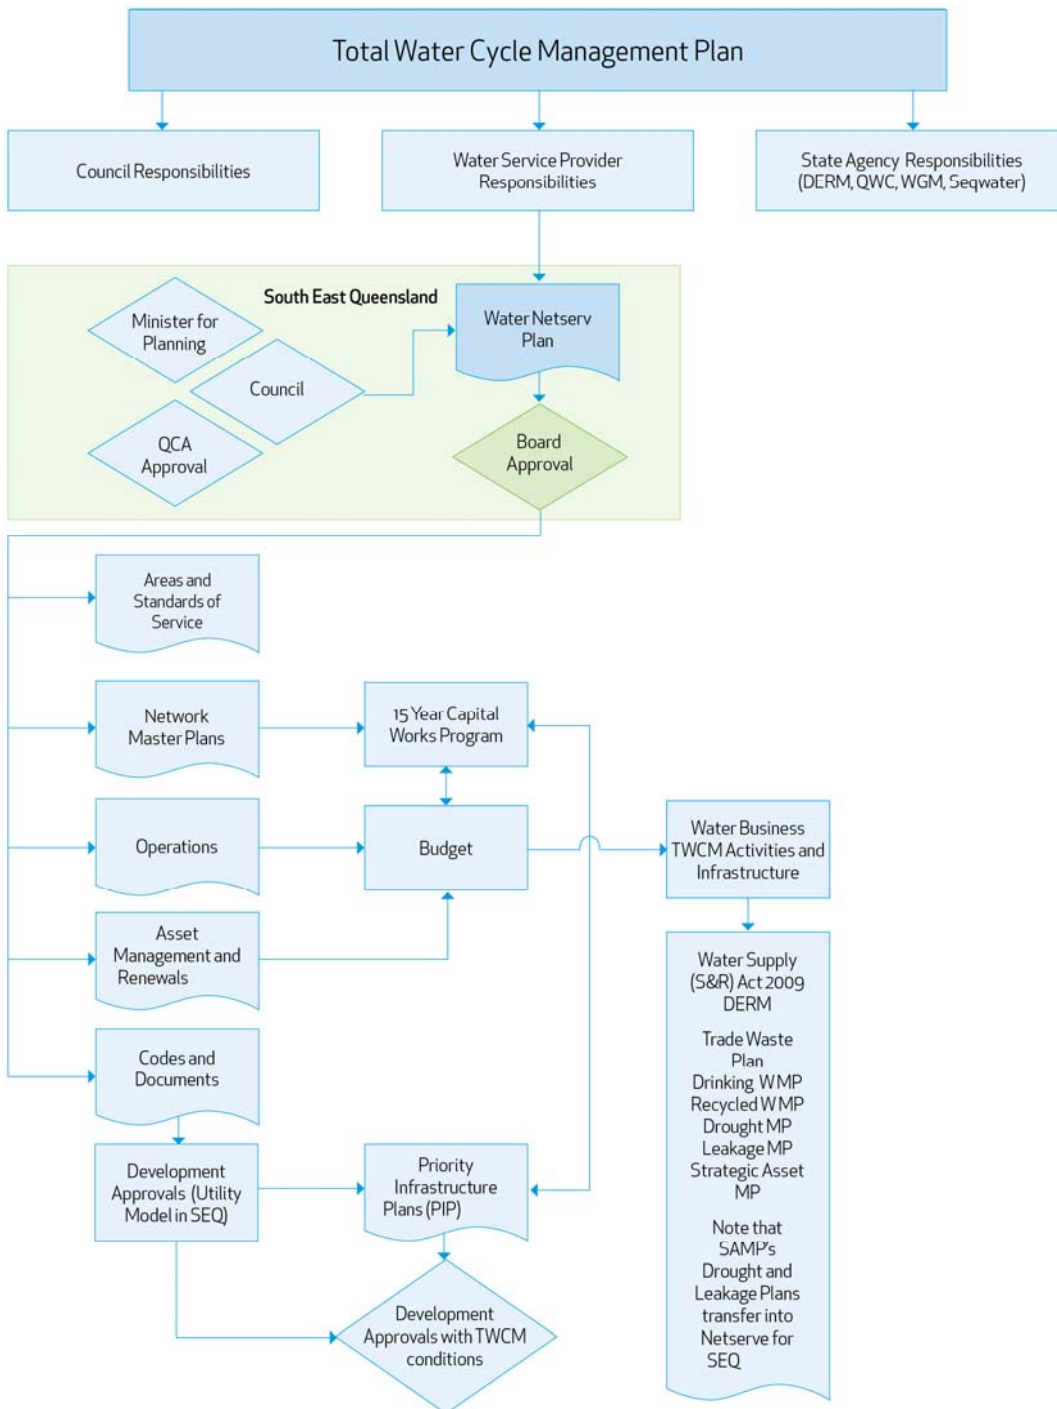 Total Water Cycle Management Plan
Council Responsibilities
Water Service Provider
Responsibilities
State Agency Responsibilities
(DERM, QWC, WGM, Seqwater)
South East Queensland
Minister for
Planning
Council
QCA
Approval
Water Netserv
Plan
Board
Approval
Areas and
Standards of
Service
Network
Master Plans
15 Year Capital
Works Program
Operations
Budget
Water Business
TWCM Activities and
Infrastructure
Asset
Management and
Renewals
Codes and
Documents
Development
Approvals (Utility
Model in SEQ)
Priority
Infrastructure
Plans (PIP)
Development
Approvals with TWCM
conditions
Water Supply
(S&R) Act 2009
DERM
Trade Waste
Plan
Drinking WMP
Recycled WMP
Drought MP
Leakage MP
Strategic Asset
MP
Note that
SAMP's
Drought and
Leakage Plans
transfer into
Netserve for
SEQ